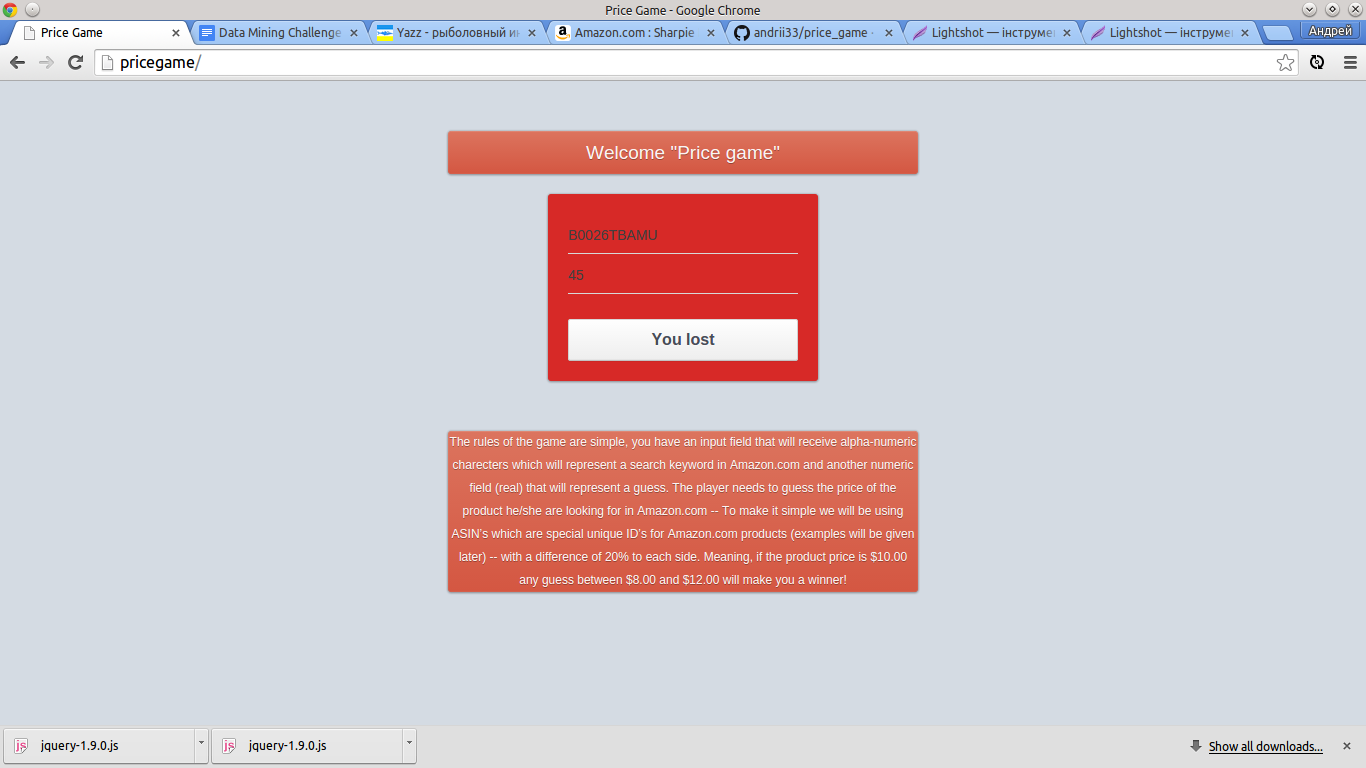 Price Game - Google Chrome
Price Game
Data Mining Challenge
Yazz - рыболовный ин
Amazon.com : Sharpie
andrii33/price_game ·
Lightshot — інструмен
Lightshot — інструмен
Андрей
pricegame/
Welcome "Price game"
B0026TBAMU
45
You lost
The rules of the game are simple, you have an input field that will receive alpha-numeric
charecters which will represent a search keyword in Amazon.com and another numeric
field (real) that will represent a guess. The player needs to guess the price of the
product he/she are looking for in Amazon.com -- To make it simple we will be using
ASIN's which are special unique ID's for Amazon.com products (examples will be given
later) -- with a difference of 20% to each side. Meaning, if the product price is $10.00
any guess between $8.00 and $12.00 will make you a winner!
jquery-1.9.0.js
jquery-1.9.0.js
Show all downloads...